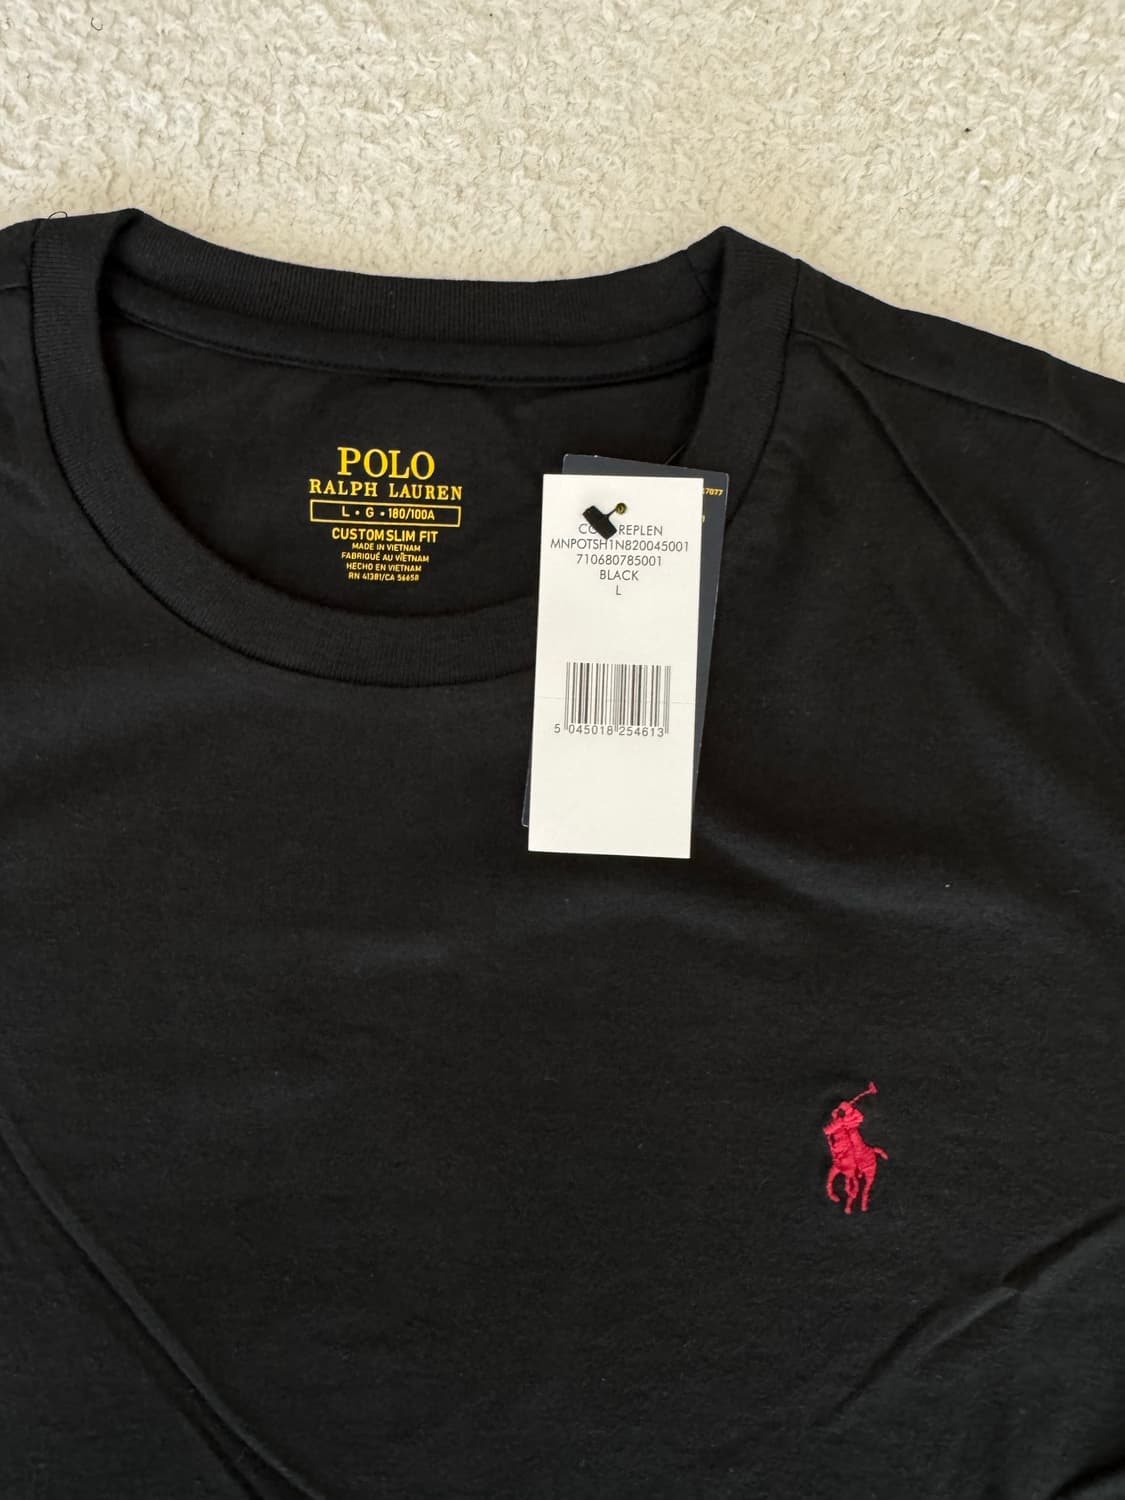 POLO
RALPH LAUREN
L • G • 180/100A
CUSTOM SLIM FIT
MADE IN VIETNAM
FABRIQUÉ AU VIETNAM
HECHO EN VIETNAM
RN 41381/CA 56658
REPLEN
MNPOTSH1N820045001
710680785001
BLACK
L
5 045018 254613